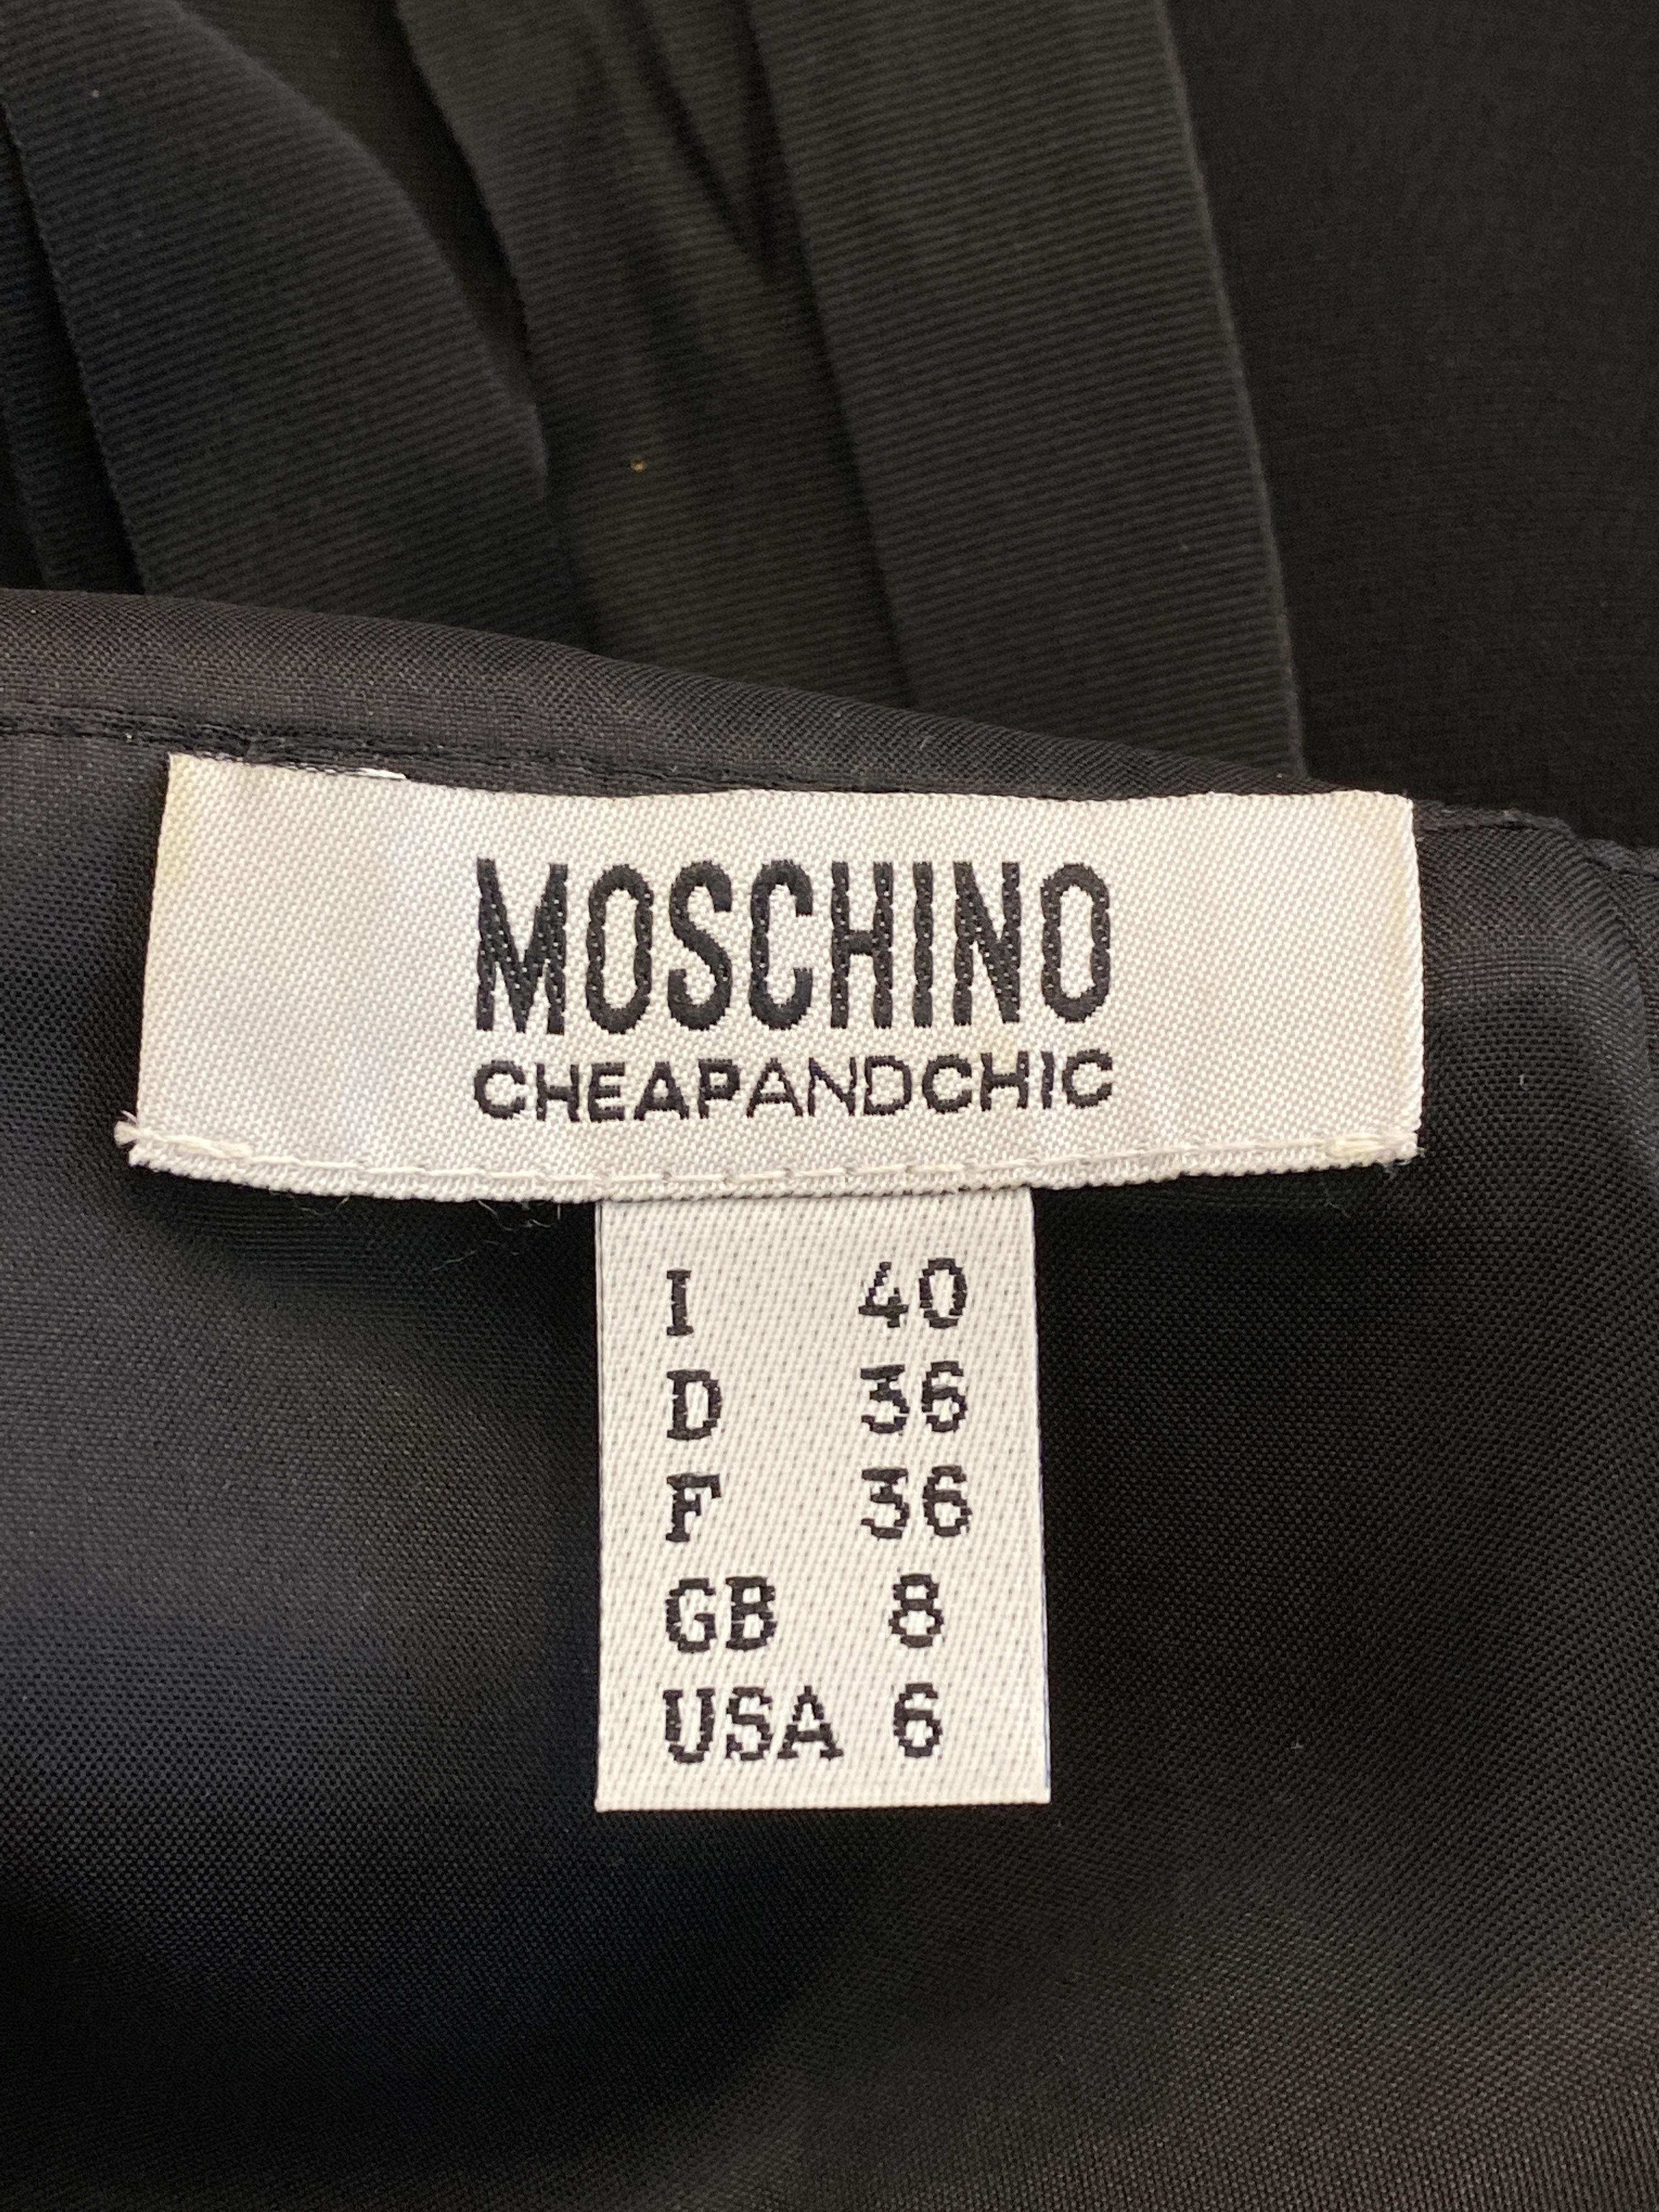 MOSCHINO
CHEAPANDCHIC
I 40
D 36
F 36
GB 8
USA 6